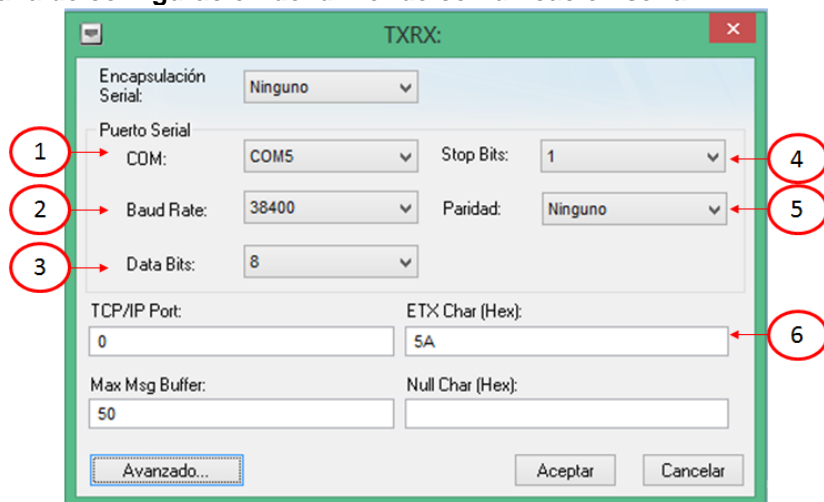 TXRX:
Encapsulación Serial: Ninguno
Puerto Serial
1 COM: COM5 Stop Bits: 1 4
2 Baud Rate: 38400 Paridad: Ninguno 5
3 Data Bits: 8
TCP/IP Port: ETX Char (Hex):
0 5A 6
Max Msg Buffer: Null Char (Hex):
50
Avanzado... Aceptar Cancelar